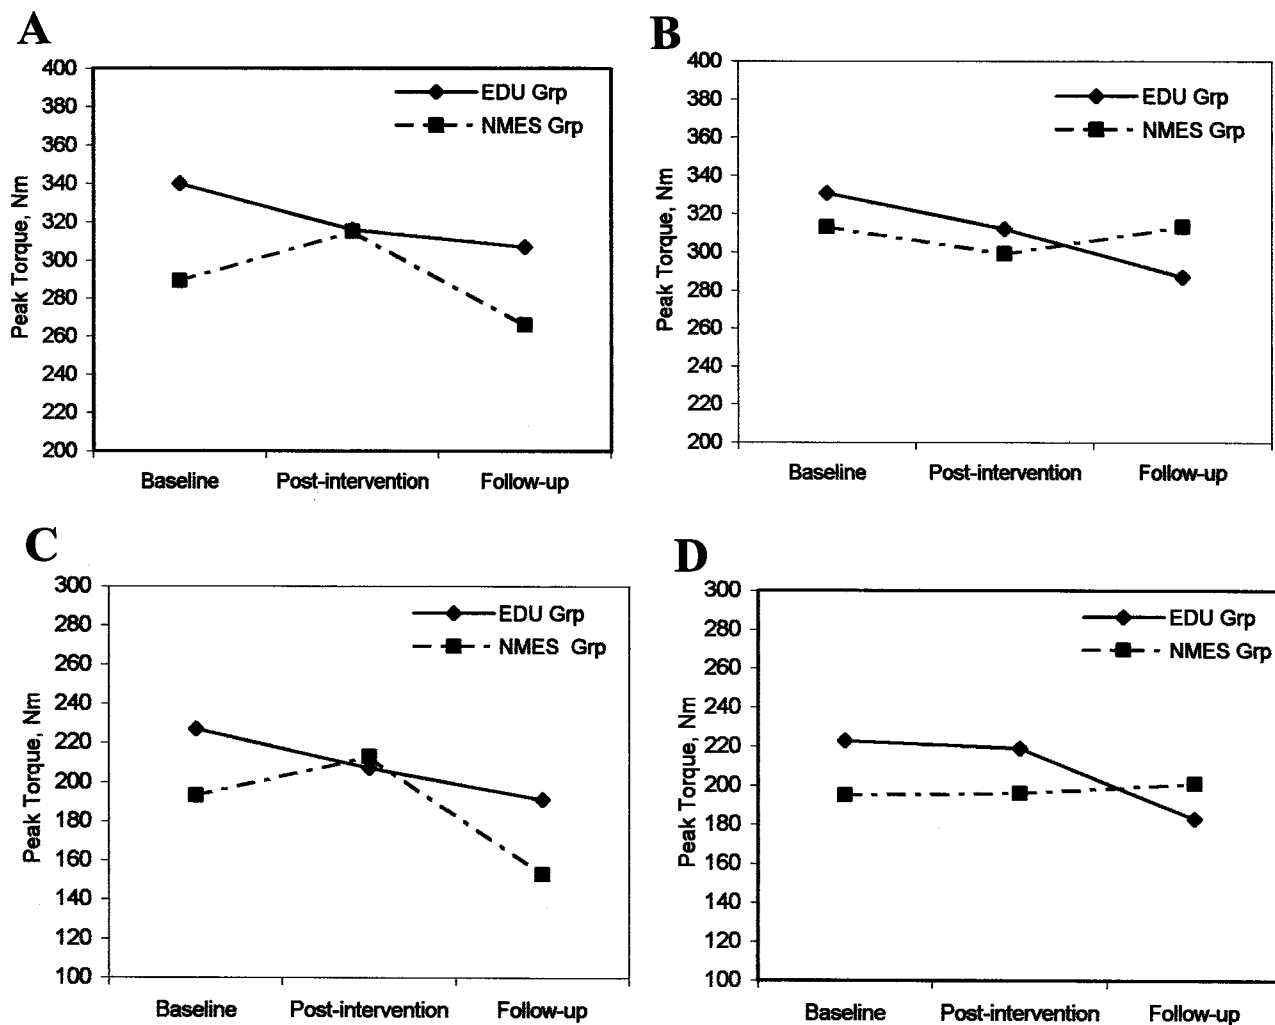 A
400
380
360
340
320
300
280
260
240
220
200
Peak Torque, Nm
EDU Grp
NMES Grp
Baseline Post-intervention Follow-up
B
400
380
360
340
320
300
280
260
240
220
200
Peak Torque, Nm
EDU Grp
NMES Grp
Baseline Post-intervention Follow-up
C
300
280
260
240
220
200
180
160
140
120
100
Peak Torque, Nm
EDU Grp
NMES Grp
Baseline Post-intervention Follow-up
D
300
280
260
240
220
200
180
160
140
120
100
Peak Torque, Nm
EDU Grp
NMES Grp
Baseline Post-intervention Follow-up